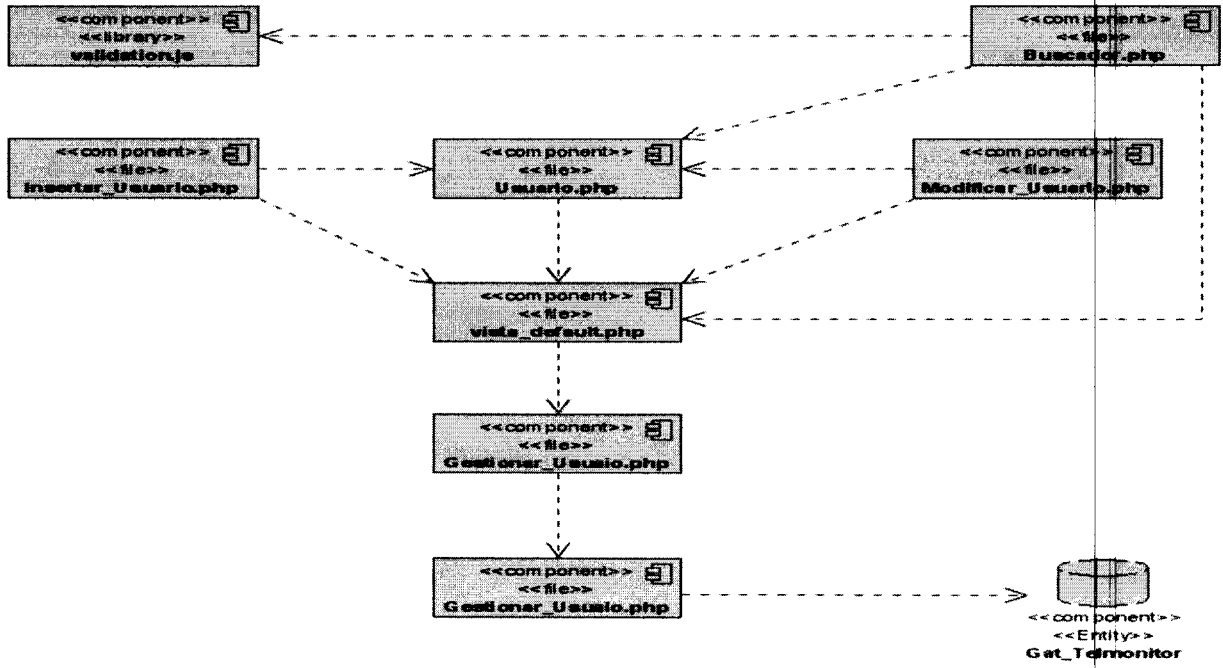 <<component>>
<<library>>
validation.js
<<component>>
<<file>>
Buscador.php
<<component>>
<<file>>
Insertar_Usuario.php
<<component>>
<<file>>
Usuario.php
<<component>>
<<file>>
Modificar_Usuario.php
<<component>>
<<file>>
vista_default.php
<<component>>
<<file>>
Gestionar_Usuaio.php
<<component>>
<<file>>
Gestionar_Usuaio.php
<<component>>
<<Entity>>
Gat_Telmonitor